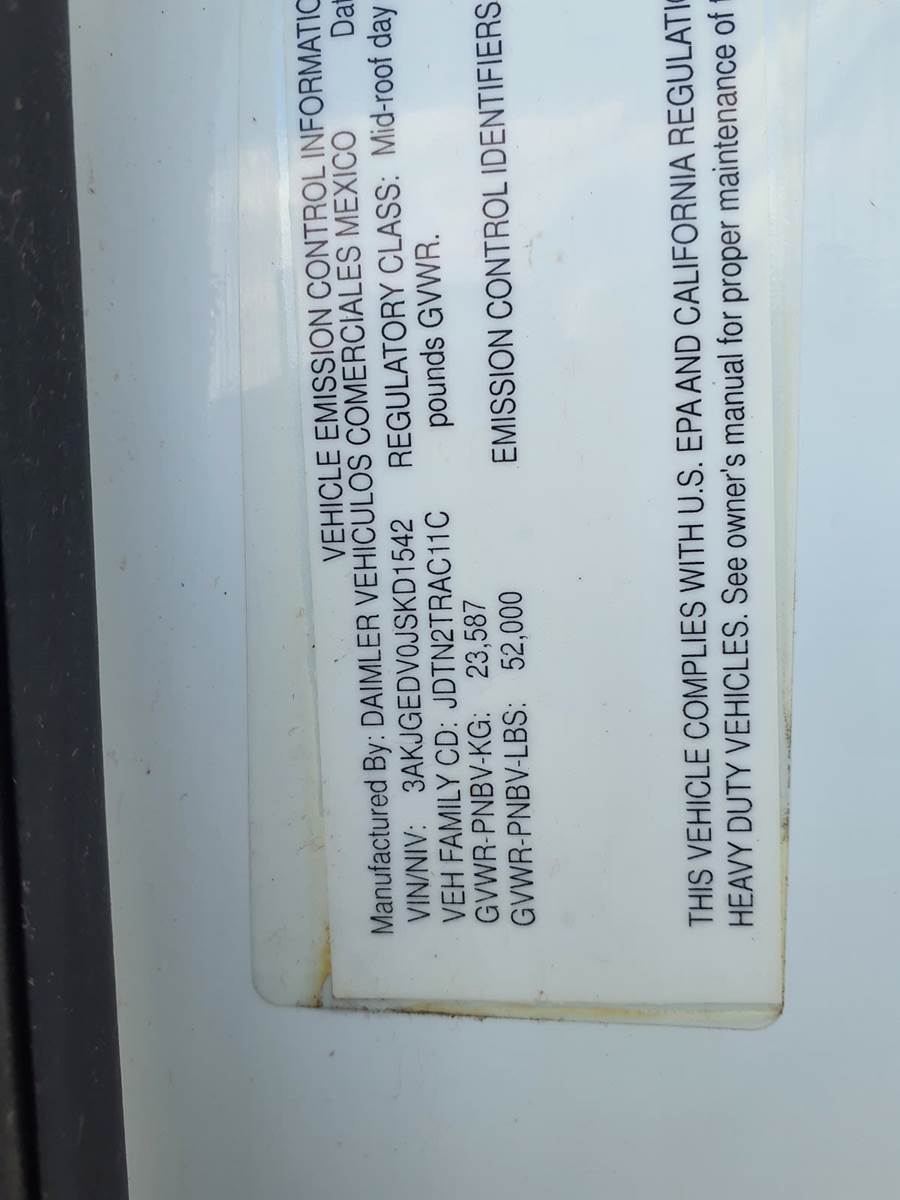 VEHICLE EMISSION CONTROL INFORMATIO
Manufactured By: DAIMLER VEHICULOS COMERCIALES MEXICO Dat
VIN/NIV: 3AKJGEDV0JSKD1542 REGULATORY CLASS: Mid-roof day
VEH FAMILY CD: JDTN2TRAC11C pounds GVWR.
GVWR-PNBV-KG: 23,587
GVWR-PNBV-LBS: 52,000 EMISSION CONTROL IDENTIFIERS
THIS VEHICLE COMPLIES WITH U.S. EPA AND CALIFORNIA REGULATI
HEAVY DUTY VEHICLES. See owner's manual for proper maintenance of